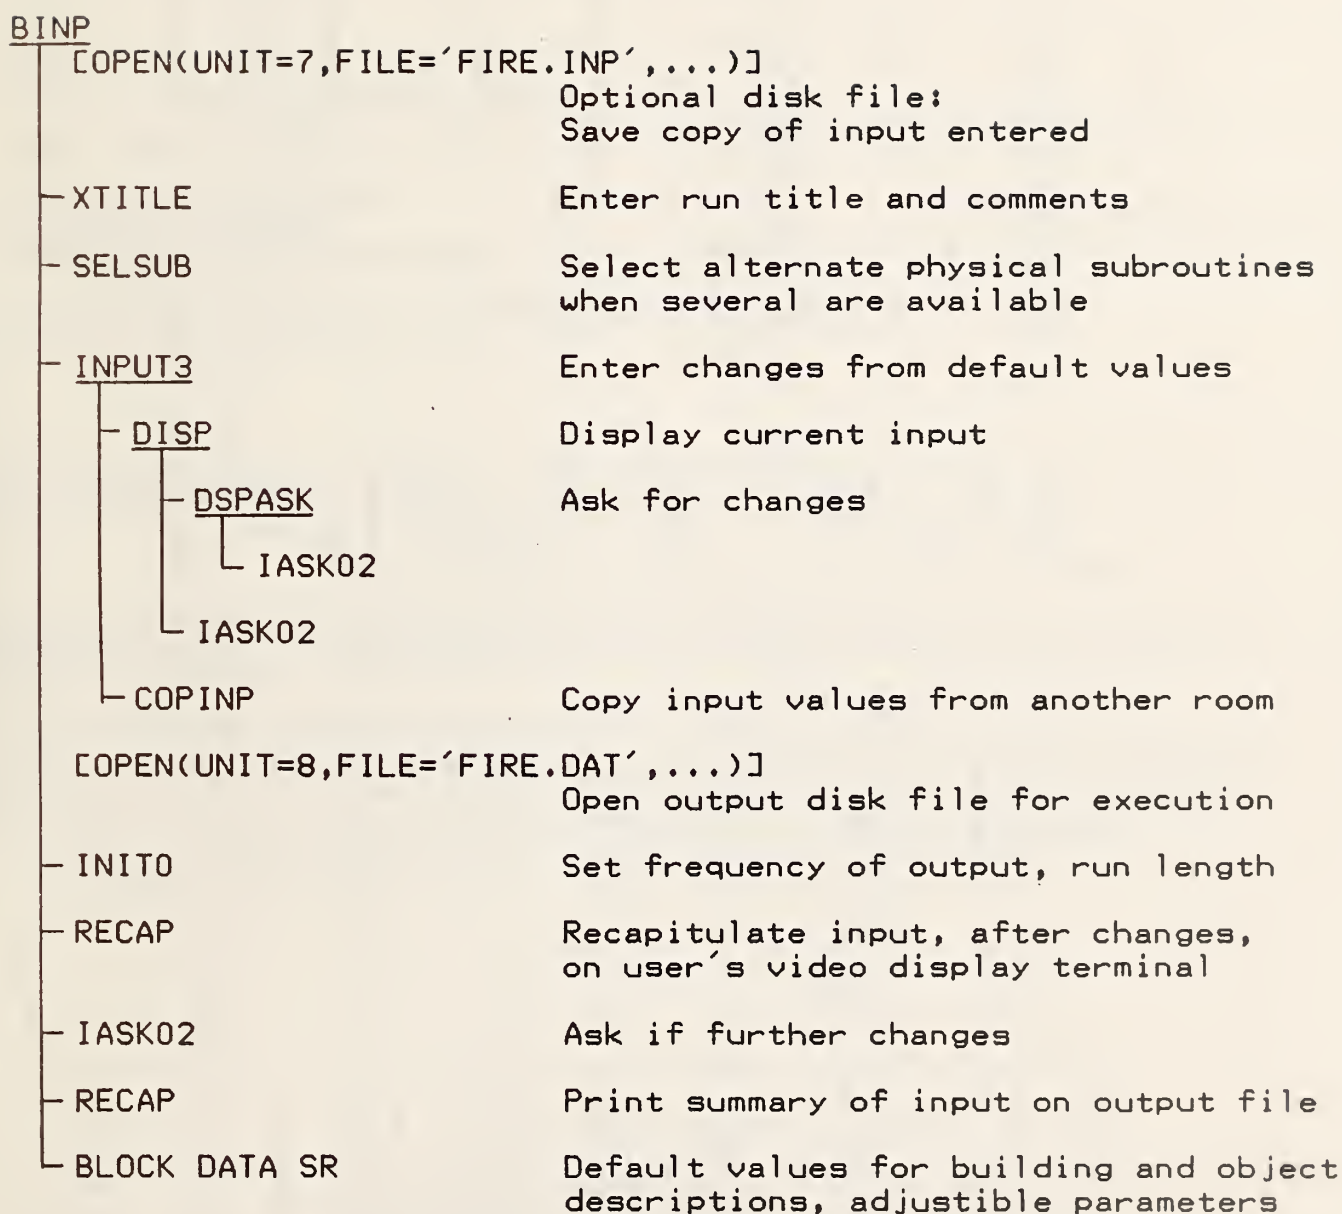 BINP
[OPEN(UNIT=7,FILE='FIRE.INP',...)]
Optional disk file:
Save copy of input entered
XTITLE Enter run title and comments
SELSUB Select alternate physical subroutines
when several are available
INPUT3 Enter changes from default values
DISP Display current input
DSPASK Ask for changes
IASK02
IASK02
COPINP Copy input values from another room
[OPEN(UNIT=8,FILE='FIRE.DAT',...)]
Open output disk file for execution
INIT0 Set frequency of output, run length
RECAP Recapitulate input, after changes,
on user's video display terminal
IASK02 Ask if further changes
RECAP Print summary of input on output file
BLOCK DATA SR Default values for building and object
descriptions, adjustible parameters